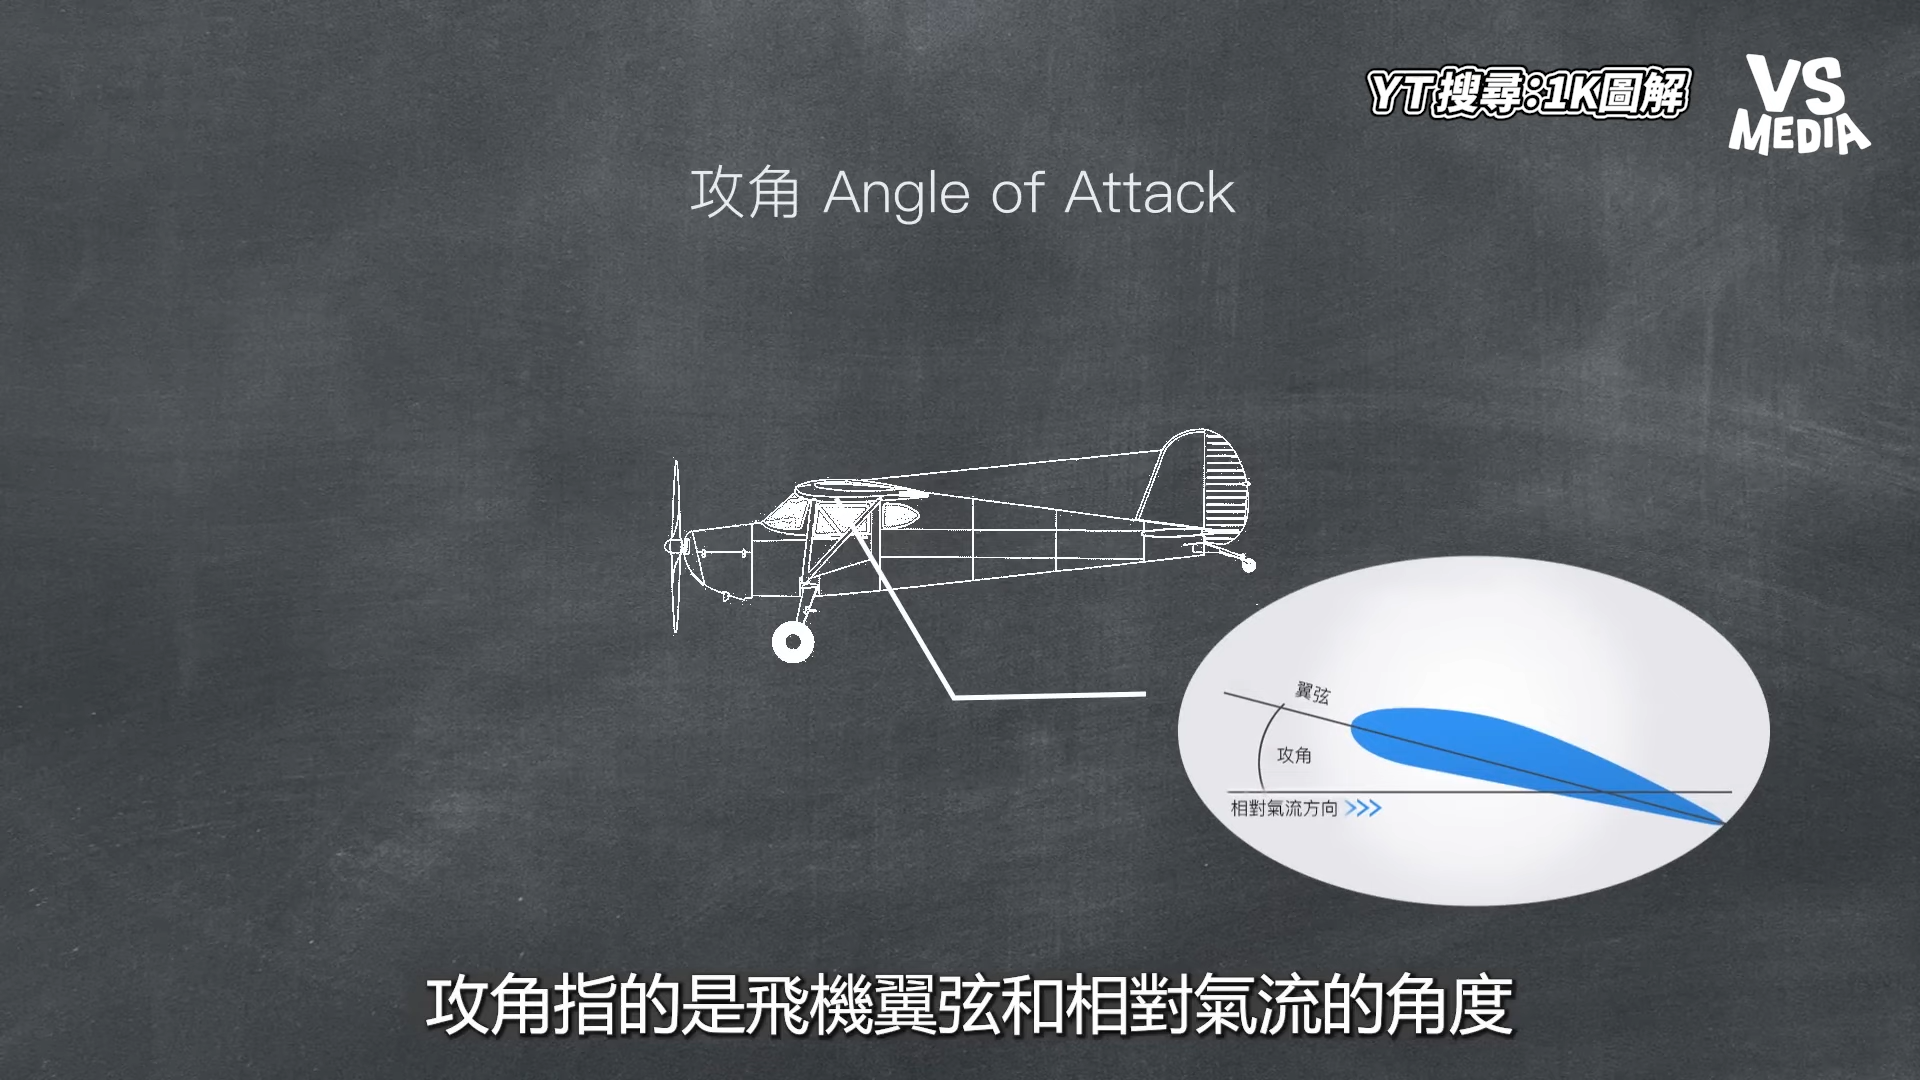 YT搜尋:1K圖解
VS
MEDIA
攻角 Angle of Attack
翼弦
攻角
相對氣流方向
攻角指的是飛機翼弦和相對氣流的角度